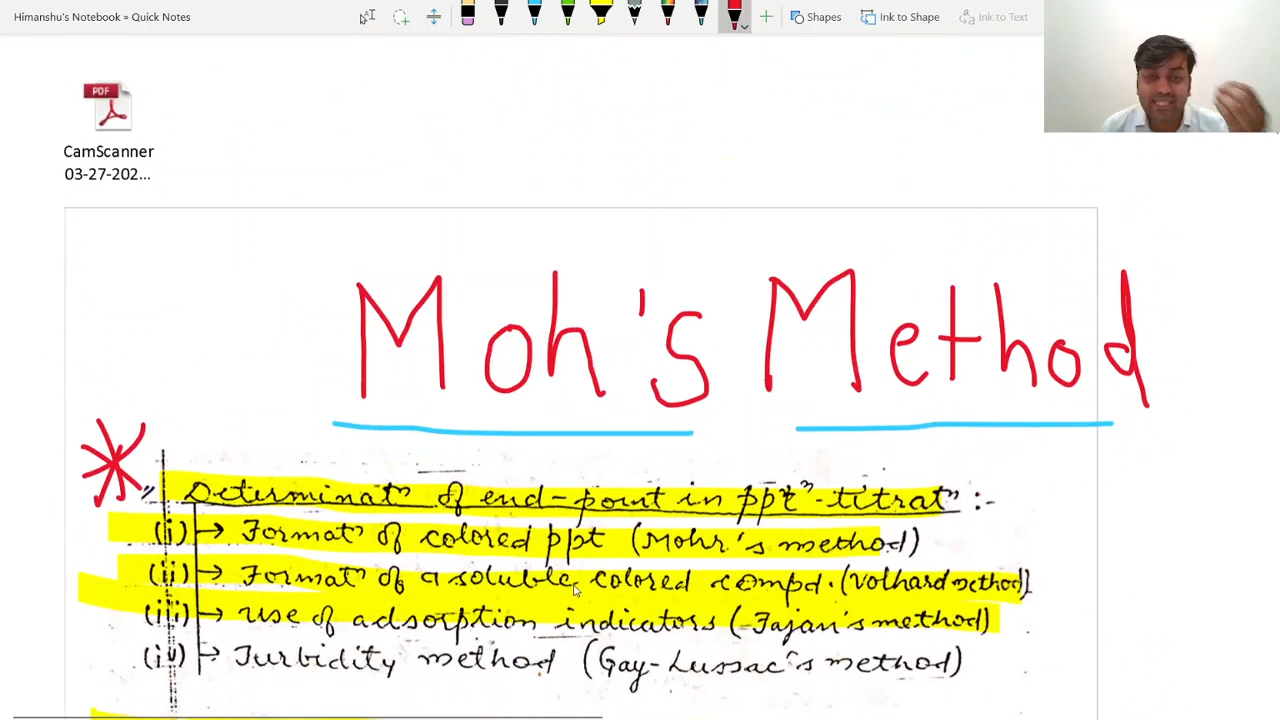 Himanshu's Notebook » Quick Notes
Shapes
Ink to Shape
Ink to Text
PDF
CamScanner
03-27-202...
Moh's Method
" Determinatⁿ of end-point in pptⁿ-titratⁿ :-
(i) → Formatⁿ of colored ppt (Mohr's method)
(ii) → Formatⁿ of a soluble colored compd. (Volhard method)
(iii) → Use of adsorption indicators (Fajan's method)
(iv) → Turbidity method (Gay-Lussac's method)